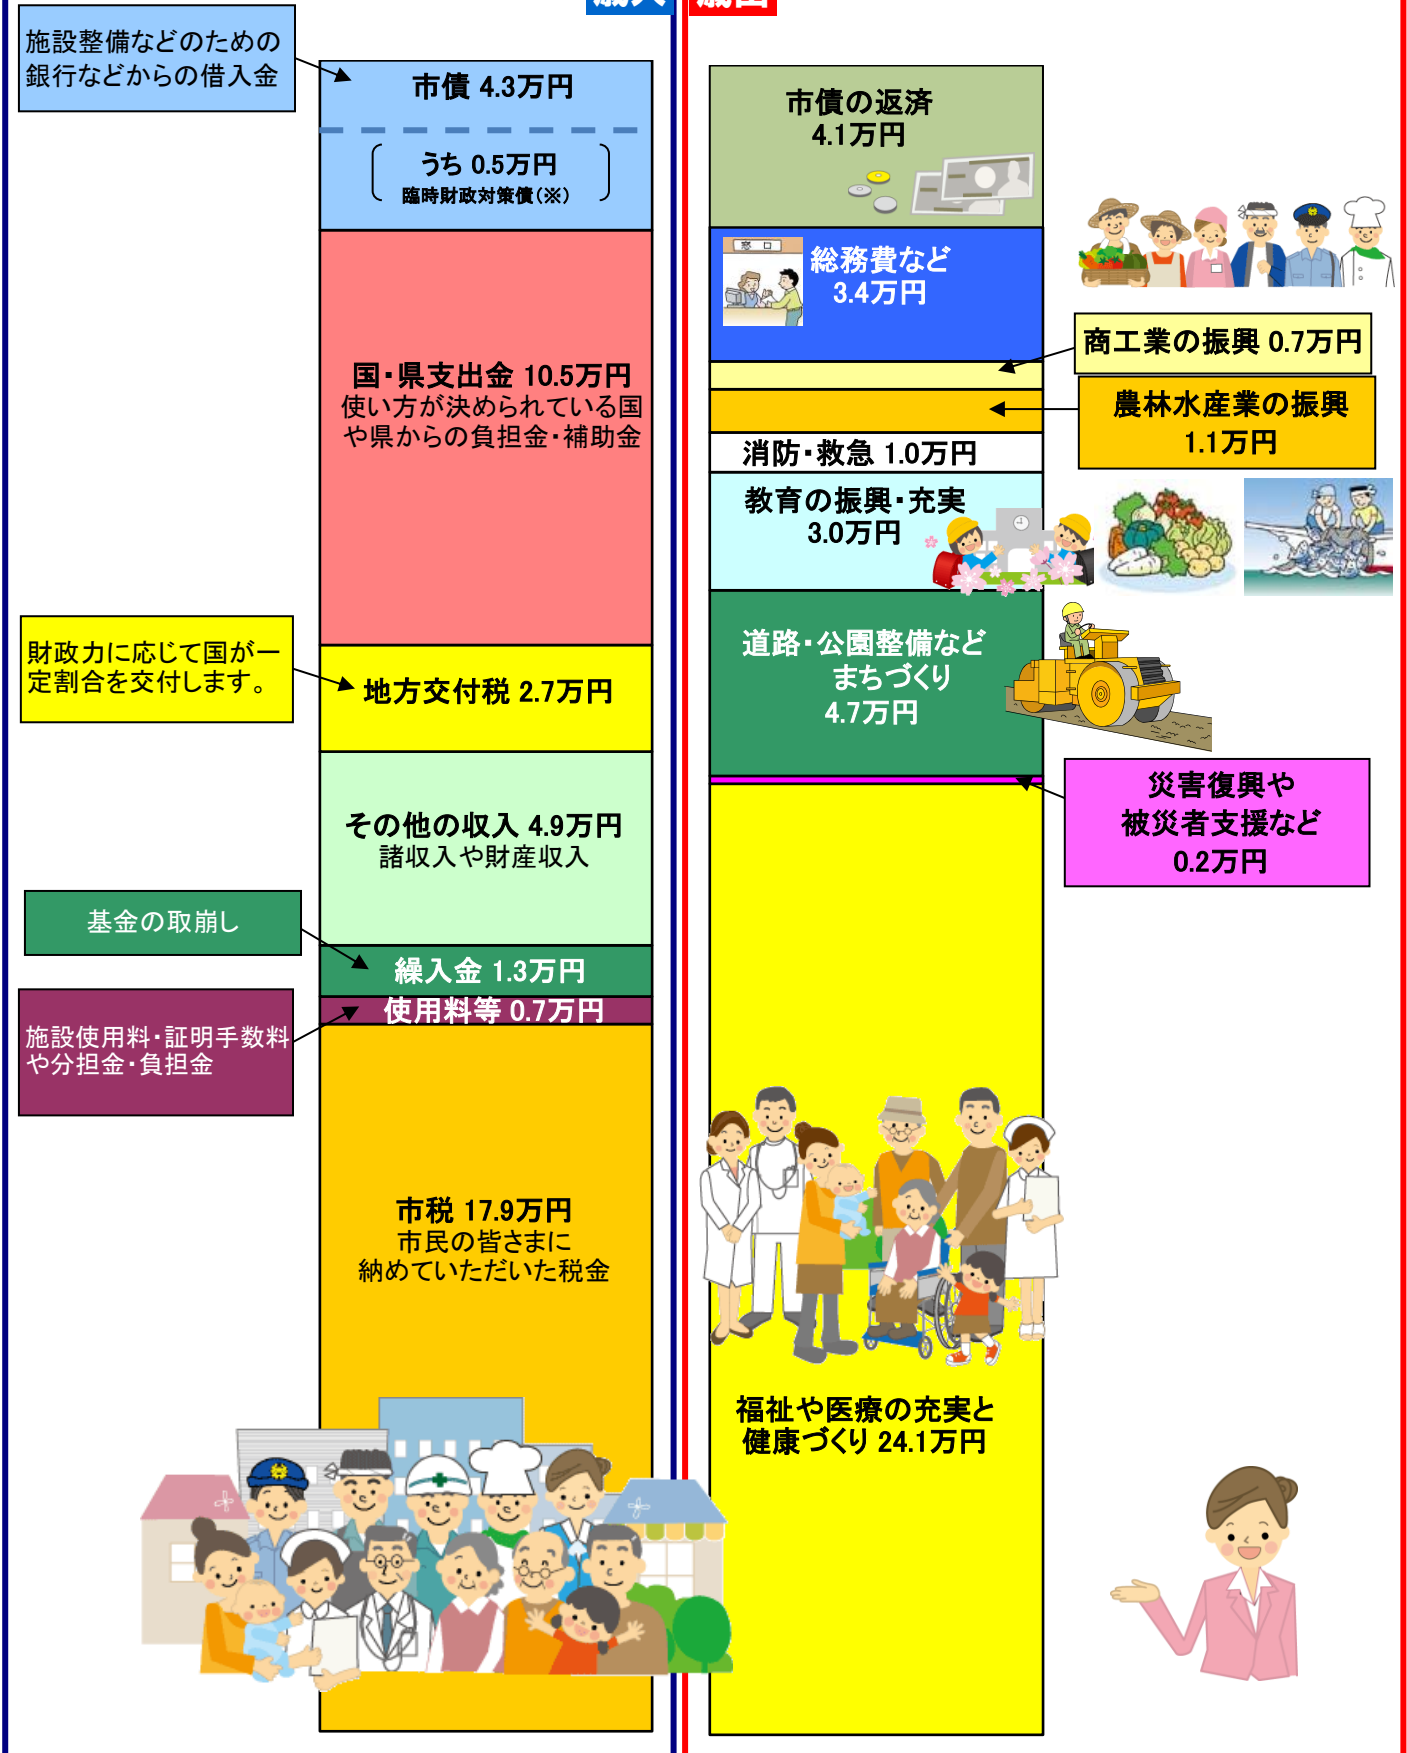 歳入
歳出
施設整備などのための
銀行などからの借入金
市債 4.3万円
うち 0.5万円
臨時財政対策債(※)
国・県支出金 10.5万円
使い方が決められている国
や県からの負担金・補助金
財政力に応じて国が一
定割合を交付します。
地方交付税 2.7万円
その他の収入 4.9万円
諸収入や財産収入
基金の取崩し
繰入金 1.3万円
使用料等 0.7万円
施設使用料・証明手数料
や分担金・負担金
市税 17.9万円
市民の皆さまに
納めていただいた税金
市債の返済
4.1万円
窓口
総務費など
3.4万円
商工業の振興 0.7万円
農林水産業の振興
1.1万円
消防・救急 1.0万円
教育の振興・充実
3.0万円
道路・公園整備など
まちづくり
4.7万円
災害復興や
被災者支援など
0.2万円
福祉や医療の充実と
健康づくり 24.1万円